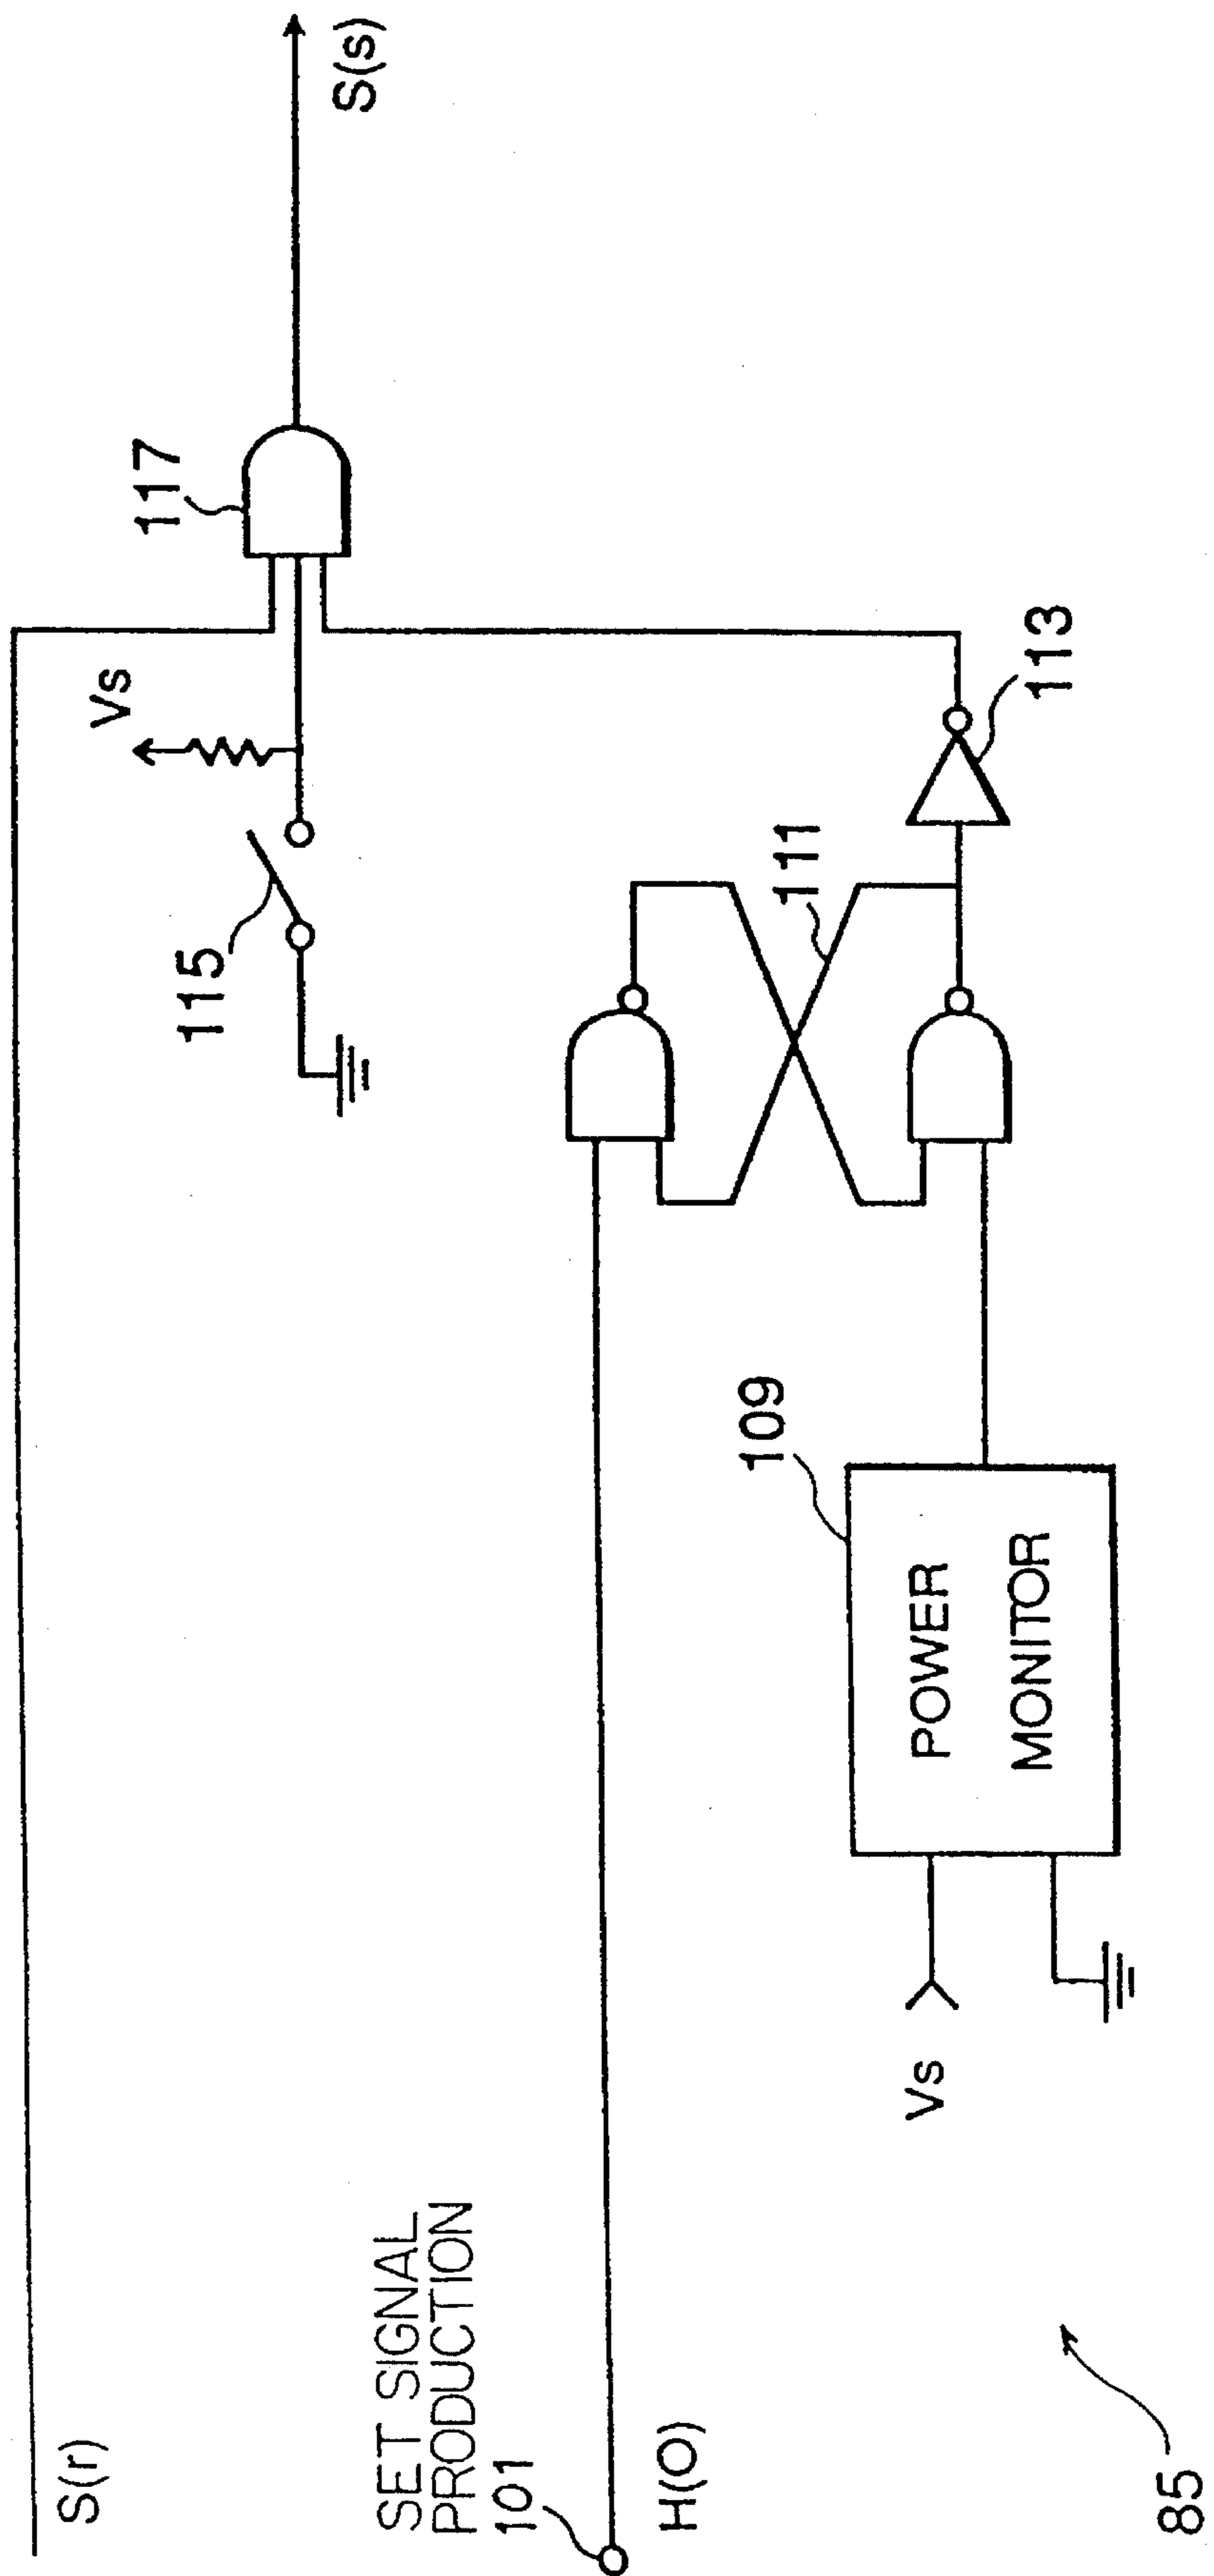 S(r)
SET SIGNAL
PRODUCTION
101
H(O)
85
Vs
POWER
MONITOR
109
111
113
115
Vs
117
S(s)